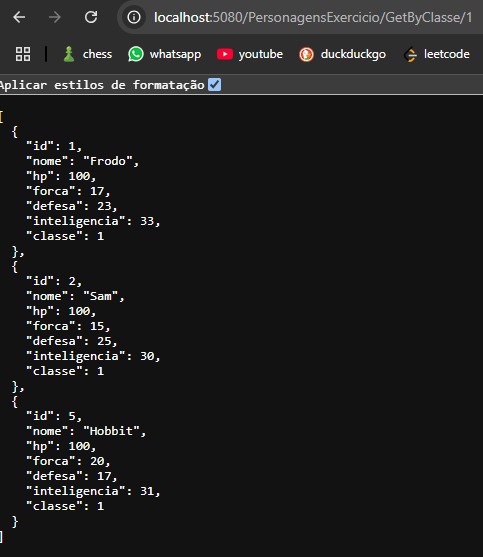 localhost:5080/PersonagensExercicio/GetByClasse/1
chess whatsapp youtube duckduckgo leetcode
Aplicar estilos de formatação
[
  {
    "id": 1,
    "nome": "Frodo",
    "hp": 100,
    "forca": 17,
    "defesa": 23,
    "inteligencia": 33,
    "classe": 1
  },
  {
    "id": 2,
    "nome": "Sam",
    "hp": 100,
    "forca": 15,
    "defesa": 25,
    "inteligencia": 30,
    "classe": 1
  },
  {
    "id": 5,
    "nome": "Hobbit",
    "hp": 100,
    "forca": 20,
    "defesa": 17,
    "inteligencia": 31,
    "classe": 1
  }
]